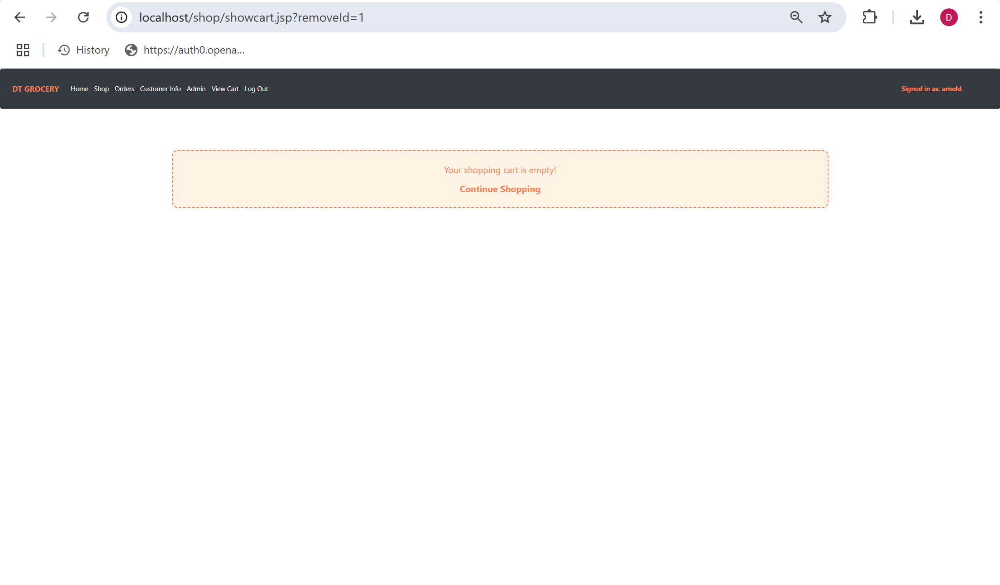 localhost/shop/showcart.jsp?removeId=1
D
History
https://auth0.opena...
DT GROCERY Home Shop Orders Customer Info Admin View Cart Log Out Signed in as: arnold
Your shopping cart is empty!
Continue Shopping